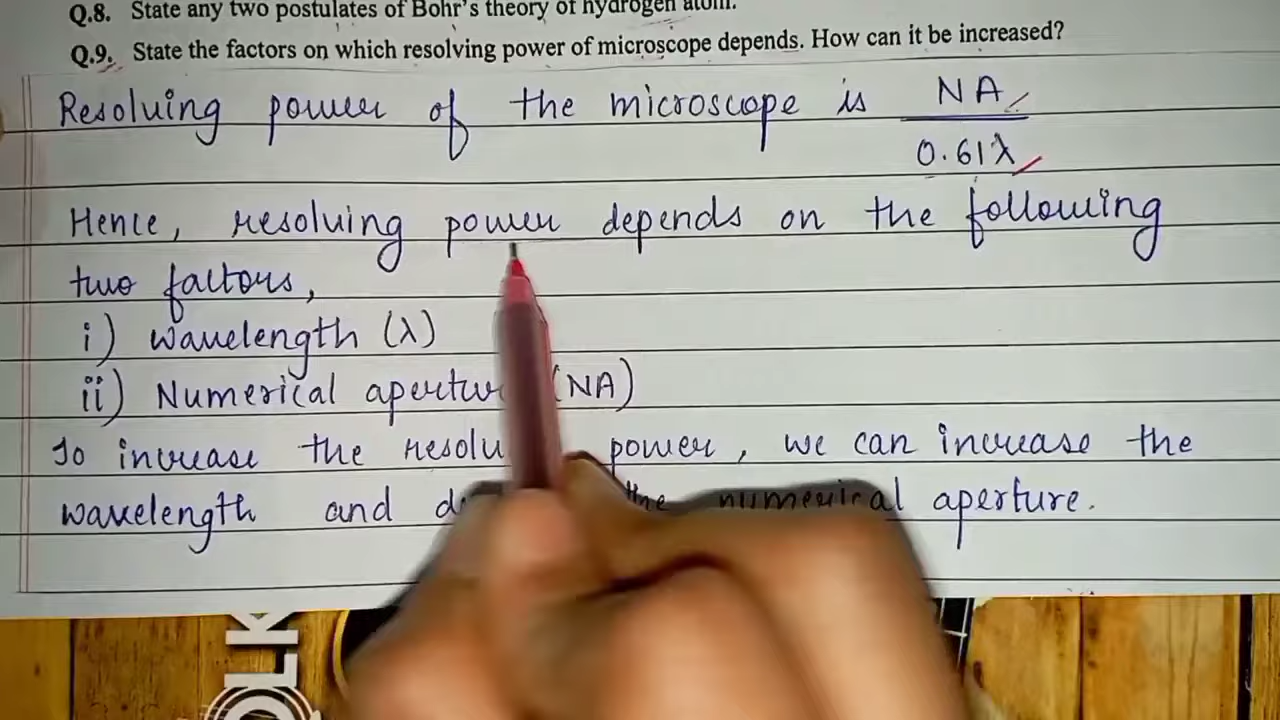 Q.8. State any two postulates of Bohr's theory of hydrogen atom.
Q.9. State the factors on which resolving power of microscope depends. How can it be increased?
Resolving power of the microscope is NA
0.61λ
Hence, resolving power depends on the following
two factors,
i) Wavelength (λ)
ii) Numerical (NA)
To increase the power, we can increase the
wavelength and numerical aperture.
OLK